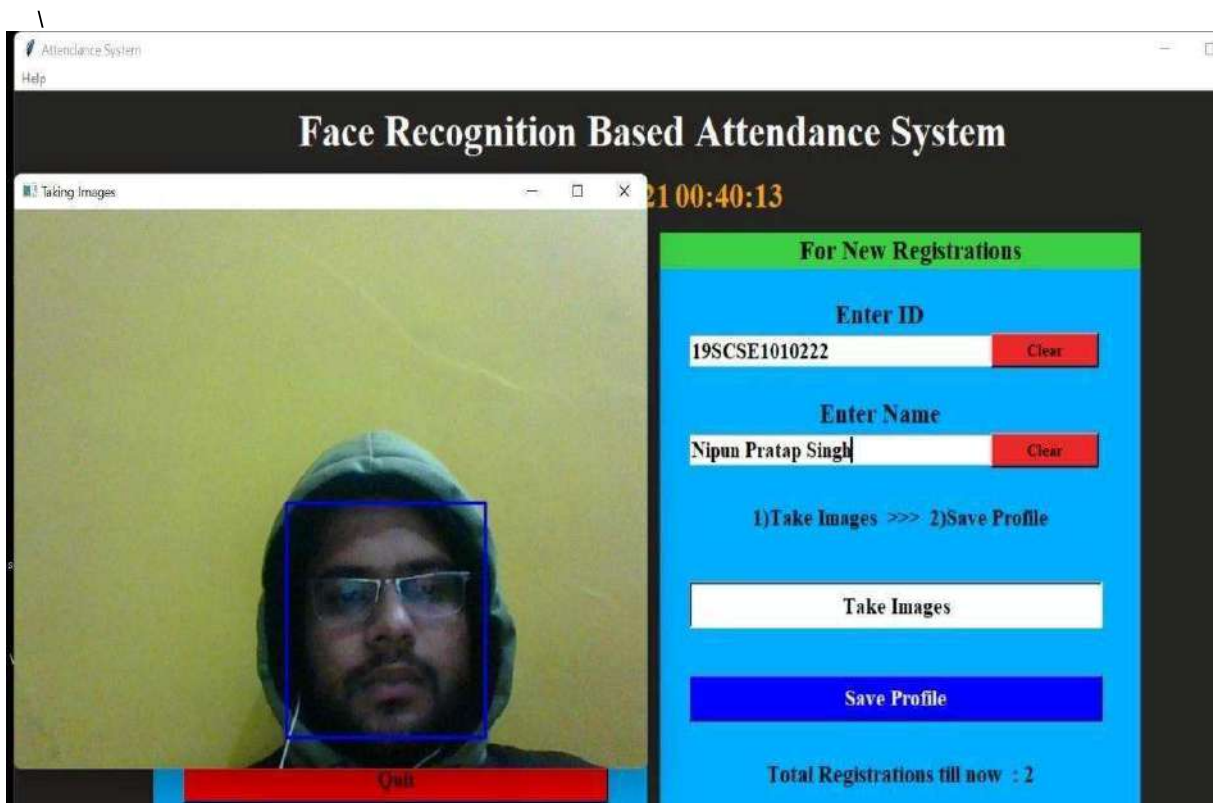 \
Attendance System
Help
Face Recognition Based Attendance System
Taking Images
21 00:40:13
For New Registrations
Enter ID
19SCSE1010222
Clear
Enter Name
Nipun Pratap Singh
Clear
1)Take Images >>> 2)Save Profile
Take Images
Save Profile
Quit
Total Registrations till now : 2